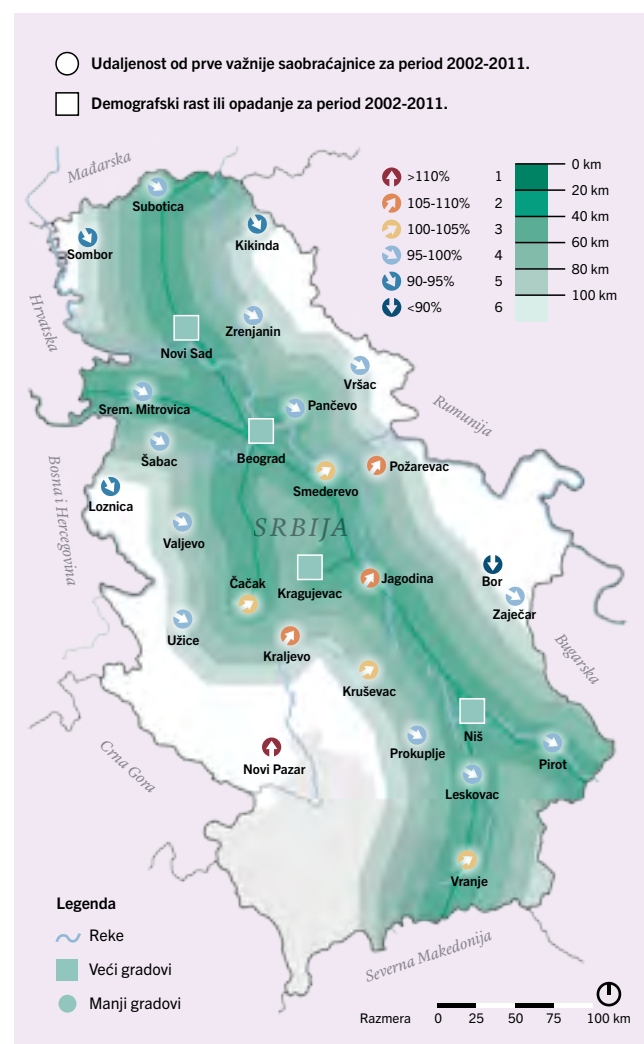 Udaljenost od prve važnije saobraćajnice za period 2002-2011.
Demografski rast ili opadanje za period 2002-2011.
>110%
105-110%
100-105%
95-100%
90-95%
<90%
1
2
3
4
5
6
0 km
20 km
40 km
60 km
80 km
100 km
Mađarska
Subotica
Sombor
Kikinda
Hrvatska
Zrenjanin
Novi Sad
Vršac
Srem. Mitrovica
Pančevo
Rumunija
Šabac
Beograd
Požarevac
Smederevo
Bosna i Hercegovina
Loznica
SRBIJA
Valjevo
Čačak
Kragujevac
Jagodina
Bor
Zaječar
Užice
Kraljevo
Bugarska
Kruševac
Niš
Prokuplje
Pirot
Novi Pazar
Crna Gora
Leskovac
Vranje
Severna Makedonija
Legenda
Reke
Veći gradovi
Manji gradovi
Razmera 0 25 50 75 100 km